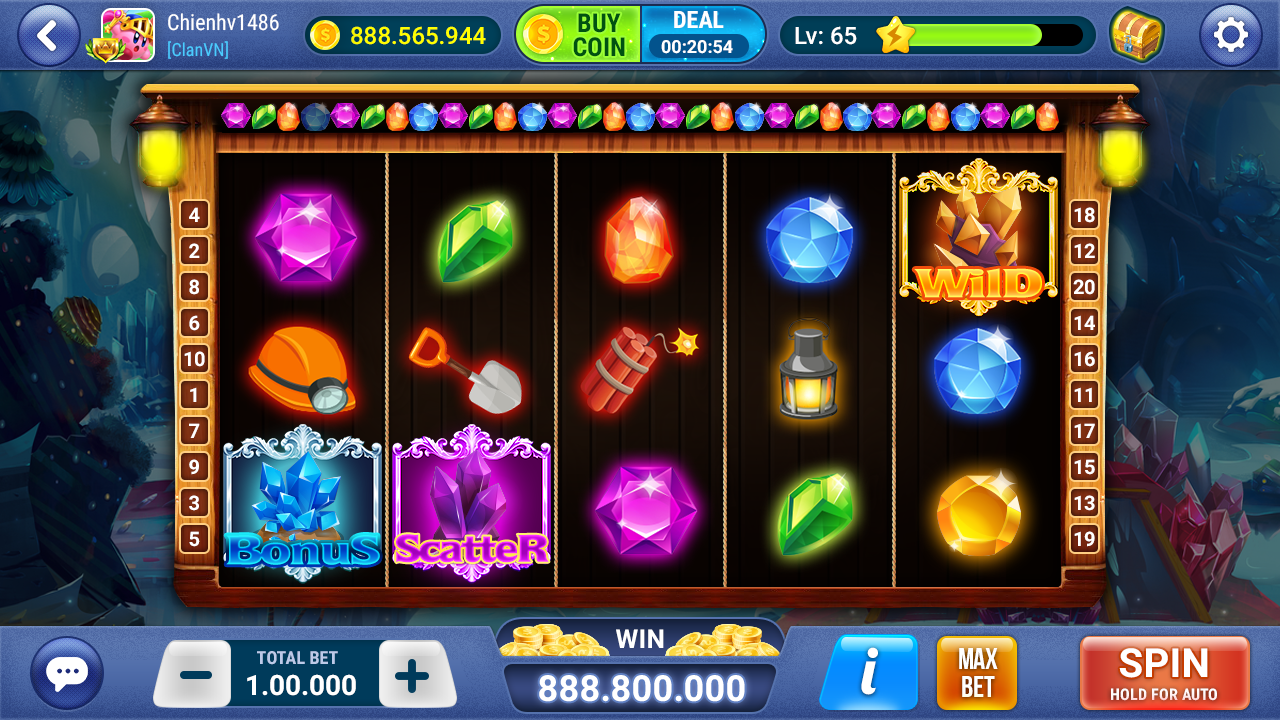 Chienhv1486
[ClanVN]
888.565.944
BUY
COIN
DEAL
00:20:54
Lv: 65
4
2
8
6
10
1
7
9
3
5
WilD
BonuS
ScatteR
18
12
20
14
16
11
17
15
13
19
TOTAL BET
1.00.000
WIN
888.800.000
i
MAX
BET
SPIN
HOLD FOR AUTO